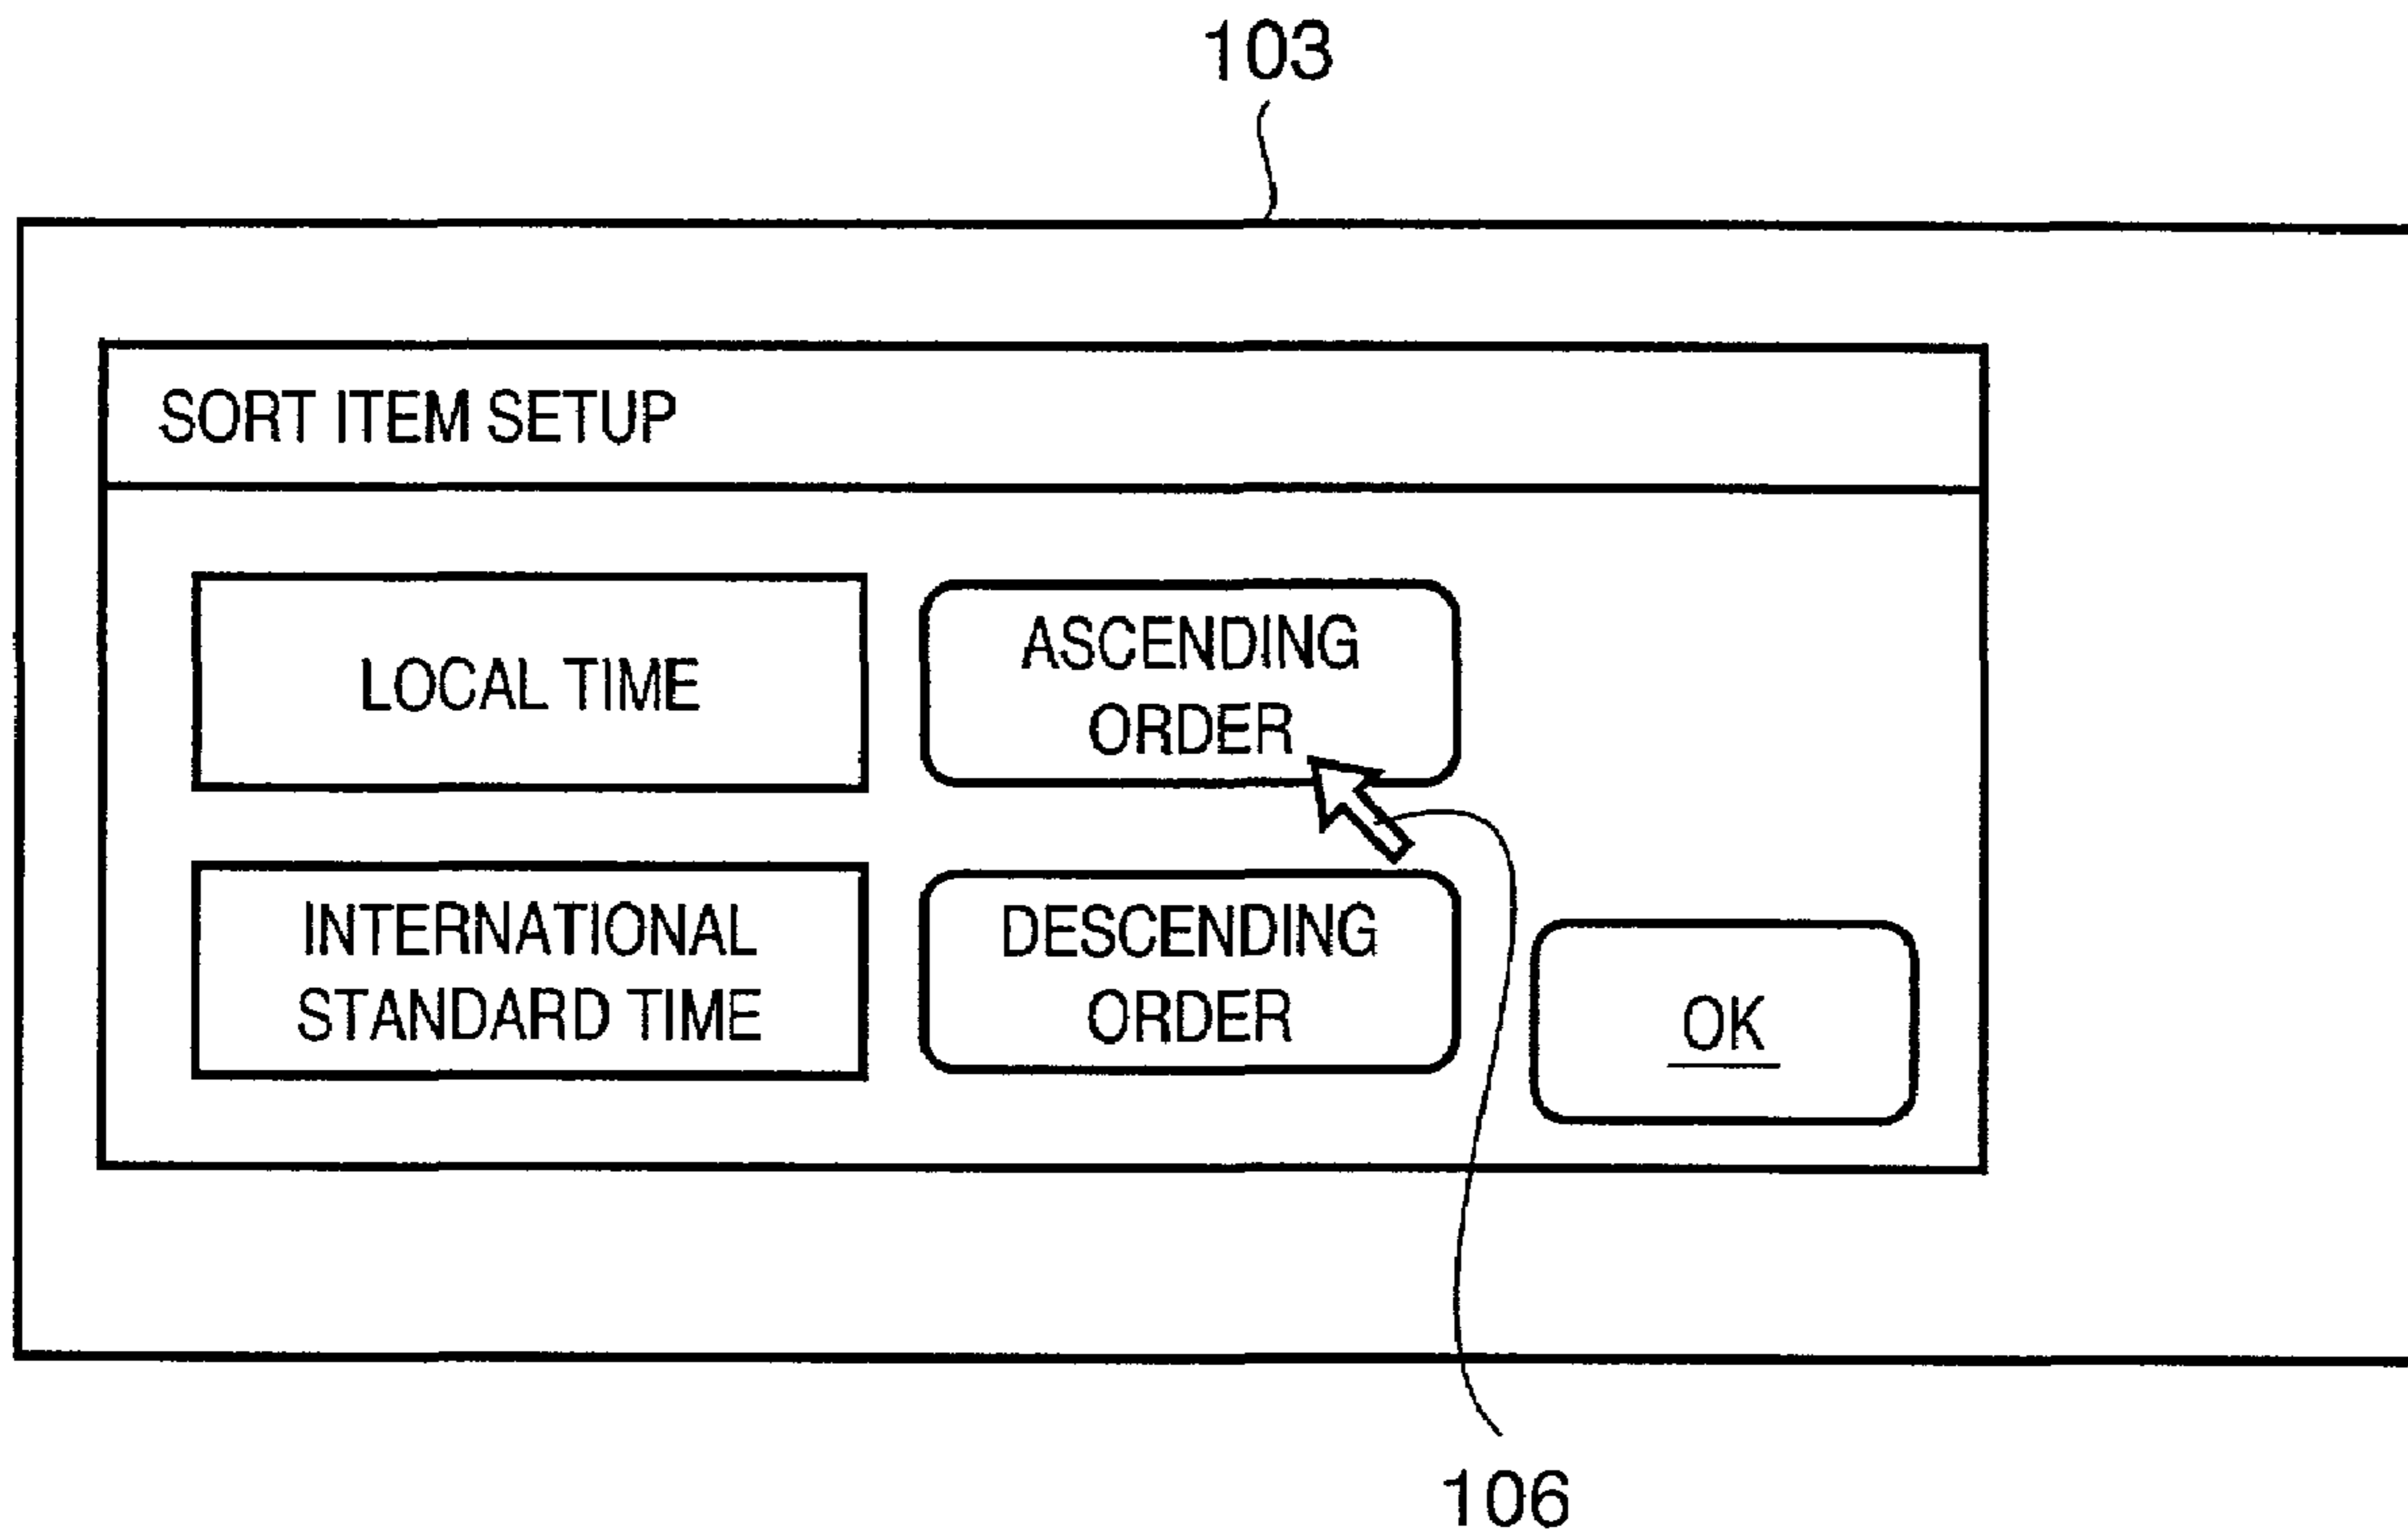 103
SORT ITEM SETUP
LOCAL TIME
ASCENDING
ORDER
INTERNATIONAL
STANDARD TIME
DESCENDING
ORDER
OK
106